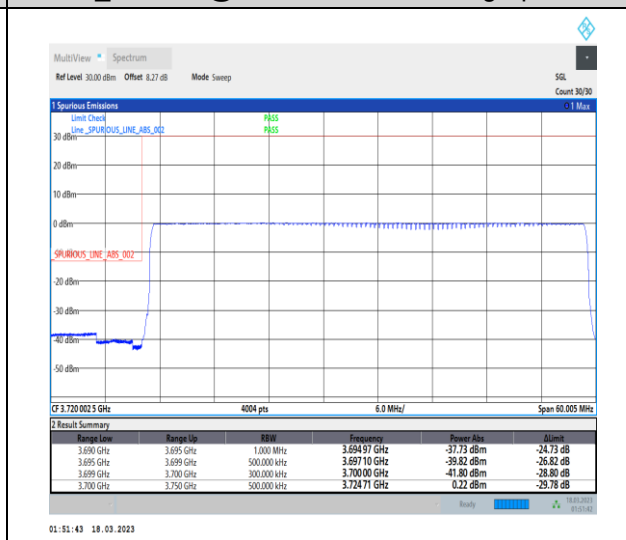 MultiView Spectrum
Ref Level 30.00 dBm Offset 8.27 dB Mode Sweep SGL
Count 30/30
1 Spurious Emissions 1 Max
Limit Check PASS
Line _SPURIOUS_LINE_ABS_002 PASS
30 dBm
20 dBm
10 dBm
0 dBm
_SPURIOUS_LINE_ABS_002
-20 dBm
-30 dBm
-40 dBm
-50 dBm
CF 3.720 002 5 GHz 4004 pts 6.0 MHz/ Span 60.005 MHz
2 Result Summary
Range Low Range Up RBW Frequency Power Abs ΔLimit
3.690 GHz 3.695 GHz 1.000 MHz 3.694 97 GHz -37.73 dBm -24.73 dB
3.695 GHz 3.699 GHz 500.000 kHz 3.697 10 GHz -39.82 dBm -26.82 dB
3.699 GHz 3.700 GHz 300.000 kHz 3.700 00 GHz -41.80 dBm -28.80 dB
3.700 GHz 3.750 GHz 500.000 kHz 3.724 71 GHz 0.22 dBm -29.78 dB
Ready 18.03.2023
01:51:42
01:51:43 18.03.2023